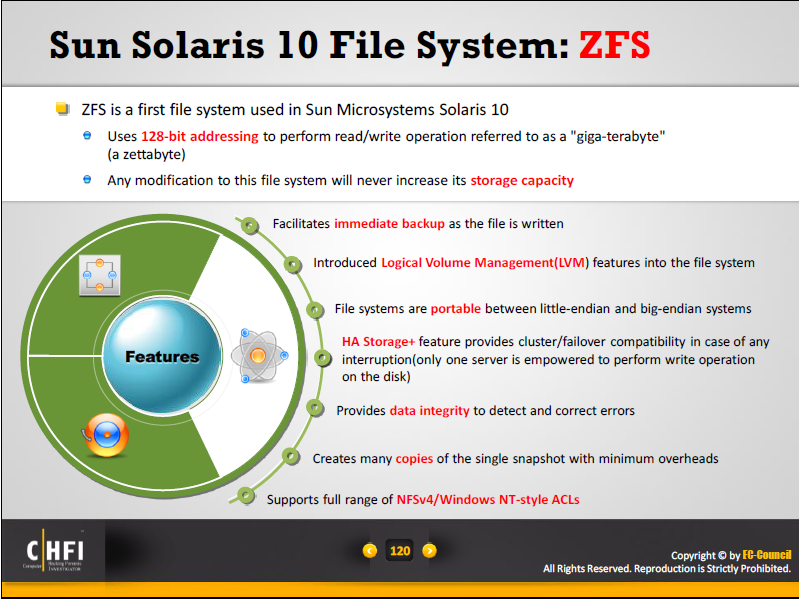 Sun Solaris 10 File System: ZFS
ZFS is a first file system used in Sun Microsystems Solaris 10
Uses 128-bit addressing to perform read/write operation referred to as a "giga-terabyte"
(a zettabyte)
Any modification to this file system will never increase its storage capacity
Features
Facilitates immediate backup as the file is written
Introduced Logical Volume Management(LVM) features into the file system
File systems are portable between little-endian and big-endian systems
HA Storage+ feature provides cluster/failover compatibility in case of any
interruption(only one server is empowered to perform write operation
on the disk)
Provides data integrity to detect and correct errors
Creates many copies of the single snapshot with minimum overheads
Supports full range of NFSv4/Windows NT-style ACLs
CHFI
Computer Hacking Forensic
INVESTIGATOR
120
Copyright © by EC-Council
All Rights Reserved. Reproduction is Strictly Prohibited.